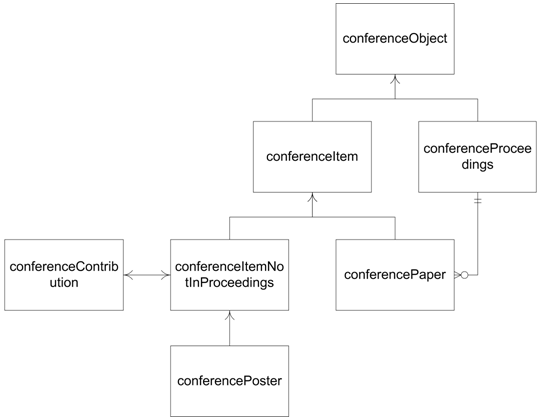 conferenceObject
conferenceItem
conferenceProcee
dings
conferenceContrib
ution
conferenceItemNo
tInProceedings
conferencePaper
conferencePoster